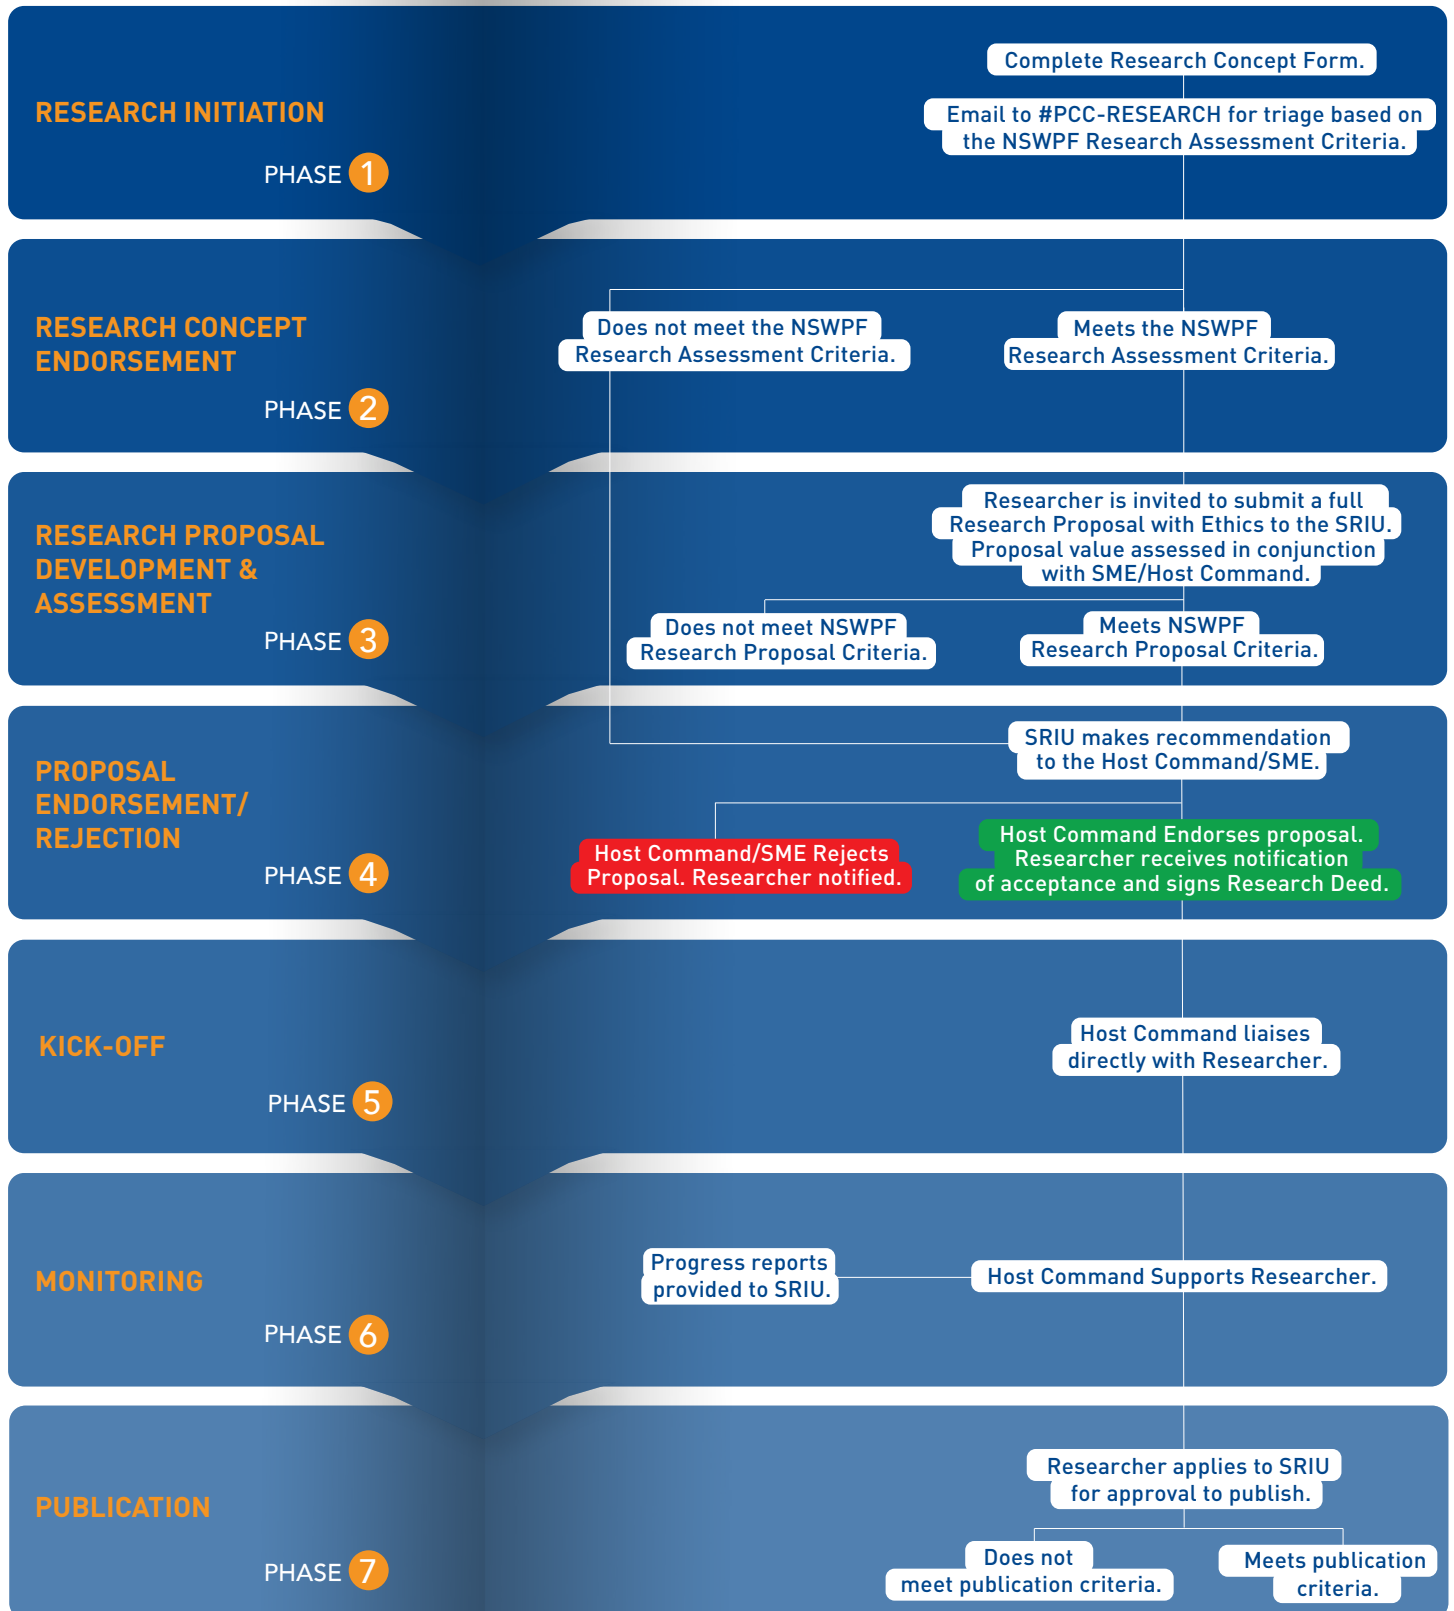 RESEARCH INITIATION
PHASE 1
Complete Research Concept Form.
Email to #PCC-RESEARCH for triage based on
the NSWPF Research Assessment Criteria.
RESEARCH CONCEPT
ENDORSEMENT
PHASE 2
Does not meet the NSWPF
Research Assessment Criteria.
Meets the NSWPF
Research Assessment Criteria.
RESEARCH PROPOSAL
DEVELOPMENT &
ASSESSMENT
PHASE 3
Researcher is invited to submit a full
Research Proposal with Ethics to the SRIU.
Proposal value assessed in conjunction
with SME/Host Command.
Does not meet NSWPF
Research Proposal Criteria.
Meets NSWPF
Research Proposal Criteria.
PROPOSAL
ENDORSEMENT/
REJECTION
PHASE 4
SRIU makes recommendation
to the Host Command/SME.
Host Command/SME Rejects
Proposal. Researcher notified.
Host Command Endorses proposal.
Researcher receives notification
of acceptance and signs Research Deed.
KICK-OFF
PHASE 5
Host Command liaises
directly with Researcher.
MONITORING
PHASE 6
Progress reports
provided to SRIU.
Host Command Supports Researcher.
PUBLICATION
PHASE 7
Researcher applies to SRIU
for approval to publish.
Does not
meet publication criteria.
Meets publication
criteria.